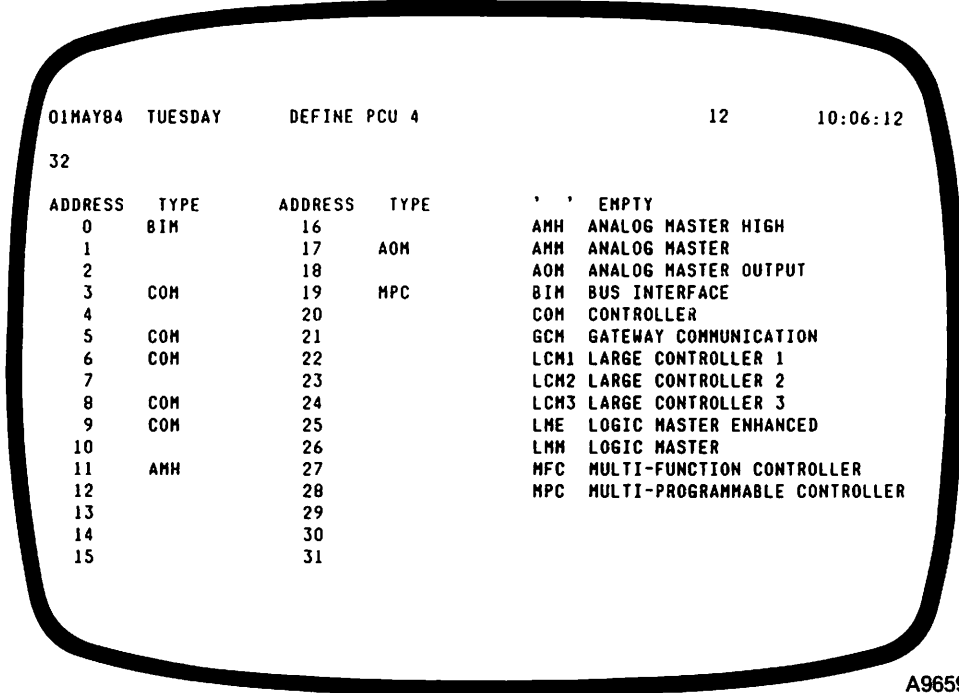 01MAY84 TUESDAY DEFINE PCU 4 12 10:06:12
32
ADDRESS TYPE ADDRESS TYPE ' ' EMPTY
0 BIM 16 AMH ANALOG MASTER HIGH
1 17 AOM AMM ANALOG MASTER
2 18 AOM ANALOG MASTER OUTPUT
3 COM 19 MPC BIM BUS INTERFACE
4 20 COM CONTROLLER
5 COM 21 GCM GATEWAY COMMUNICATION
6 COM 22 LCM1 LARGE CONTROLLER 1
7 23 LCM2 LARGE CONTROLLER 2
8 COM 24 LCM3 LARGE CONTROLLER 3
9 COM 25 LME LOGIC MASTER ENHANCED
10 26 LMM LOGIC MASTER
11 AMH 27 MFC MULTI-FUNCTION CONTROLLER
12 28 MPC MULTI-PROGRAMMABLE CONTROLLER
13 29
14 30
15 31
A9659